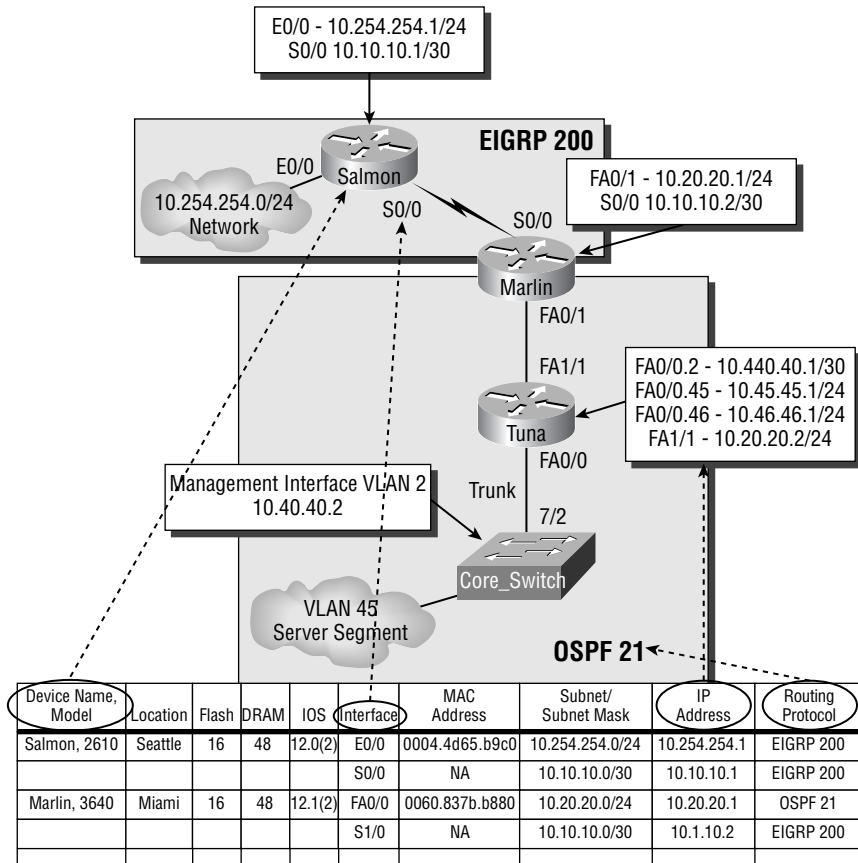 E0/0 - 10.254.254.1/24
S0/0 10.10.10.1/30
EIGRP 200
E0/0
Salmon
10.254.254.0/24
Network
S0/0
S0/0
FA0/1 - 10.20.20.1/24
S0/0 10.10.10.2/30
Marlin
FA0/1
FA1/1
FA0/0.2 - 10.440.40.1/30
FA0/0.45 - 10.45.45.1/24
FA0/0.46 - 10.46.46.1/24
FA1/1 - 10.20.20.2/24
Tuna
FA0/0
Management Interface VLAN 2
10.40.40.2
Trunk
7/2
Core_Switch
VLAN 45
Server Segment
OSPF 21
Device Name, Model Location Flash DRAM IOS Interface MAC Address Subnet/ Subnet Mask IP Address Routing Protocol
Salmon, 2610 Seattle 16 48 12.0(2) E0/0 0004.4d65.b9c0 10.254.254.0/24 10.254.254.1 EIGRP 200
S0/0 NA 10.10.10.0/30 10.10.10.1 EIGRP 200
Marlin, 3640 Miami 16 48 12.1(2) FA0/0 0060.837b.b880 10.20.20.0/24 10.20.20.1 OSPF 21
S1/0 NA 10.10.10.0/30 10.1.10.2 EIGRP 200